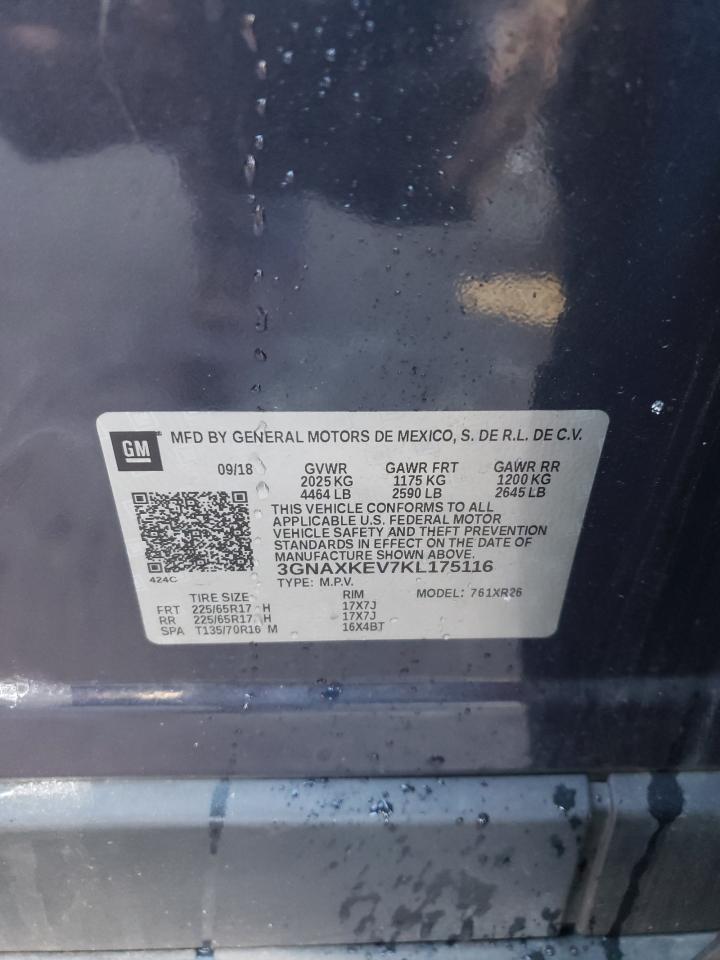 GM MFD BY GENERAL MOTORS DE MEXICO, S. DE R.L. DE C.V.
09/18 GVWR GAWR FRT GAWR RR
2025 KG 1175 KG 1200 KG
4464 LB 2590 LB 2645 LB
THIS VEHICLE CONFORMS TO ALL
APPLICABLE U.S. FEDERAL MOTOR
VEHICLE SAFETY AND THEFT PREVENTION
STANDARDS IN EFFECT ON THE DATE OF
MANUFACTURE SHOWN ABOVE.
3GNAXKEV7KL175116
424C TYPE: M.P.V. MODEL: 761XR26
TIRE SIZE RIM
FRT 225/65R17 H 17X7J
RR 225/65R17 H 17X7J
SPA T135/70R16 M 16X4BT